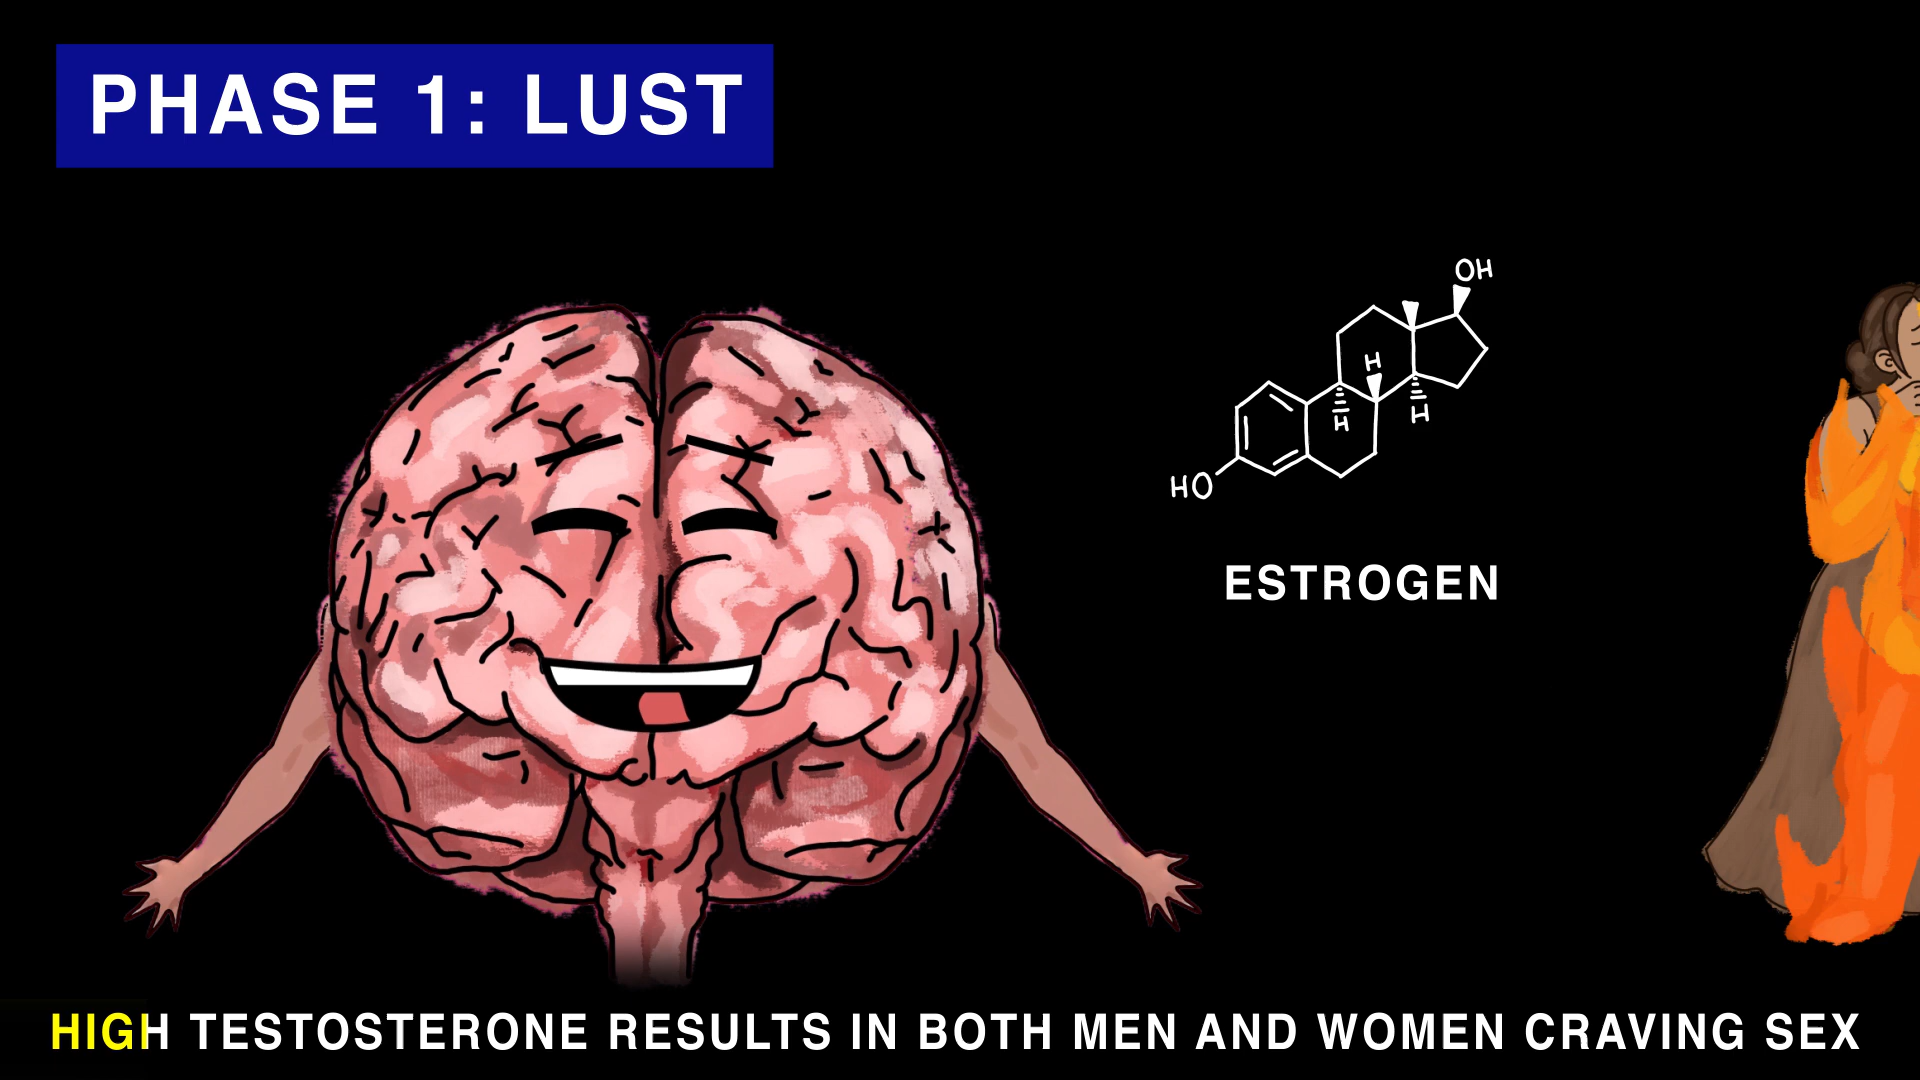 PHASE 1: LUST
OH
H
H
H
HO
ESTROGEN
HIGH TESTOSTERONE RESULTS IN BOTH MEN AND WOMEN CRAVING SEX